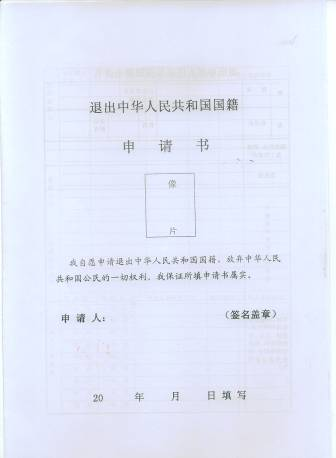 退出中华人民共和国国籍
申请书
像
片
我自愿申请退出中华人民共和国国籍，放弃中华人民
共和国公民的一切权利。我保证所填申请书属实。
申请人： （签名盖章）
20 年 月 日填写